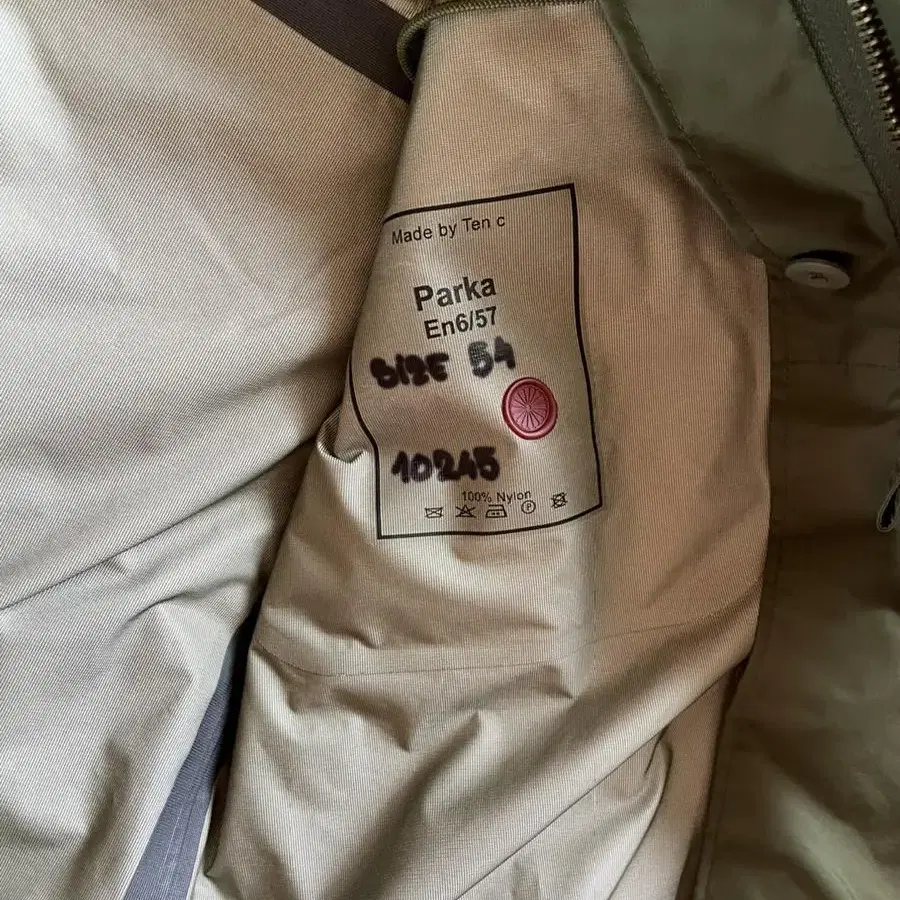 Made by Ten c
Parka
En6/57
SIZE 54
10245
100% Nylon
P